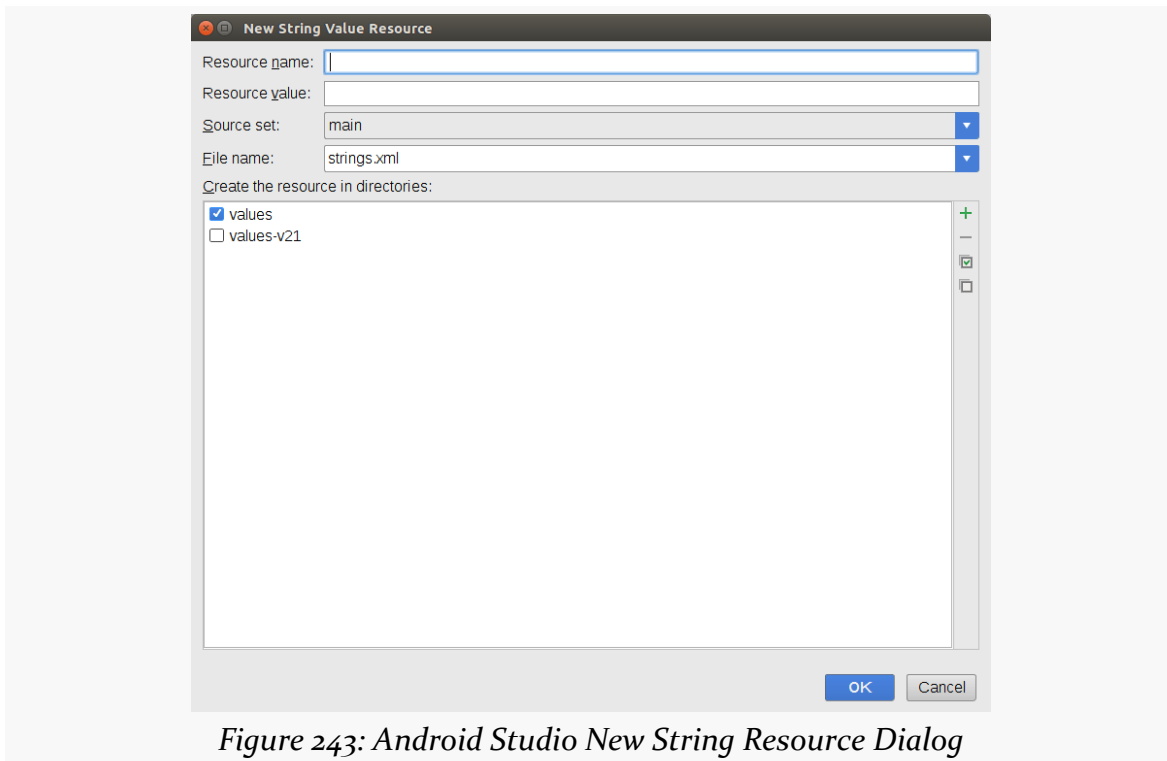 New String Value Resource
Resource name:
Resource value:
Source set: main
File name: strings.xml
Create the resource in directories:
values
values-v21
OK Cancel
Figure 243: Android Studio New String Resource Dialog